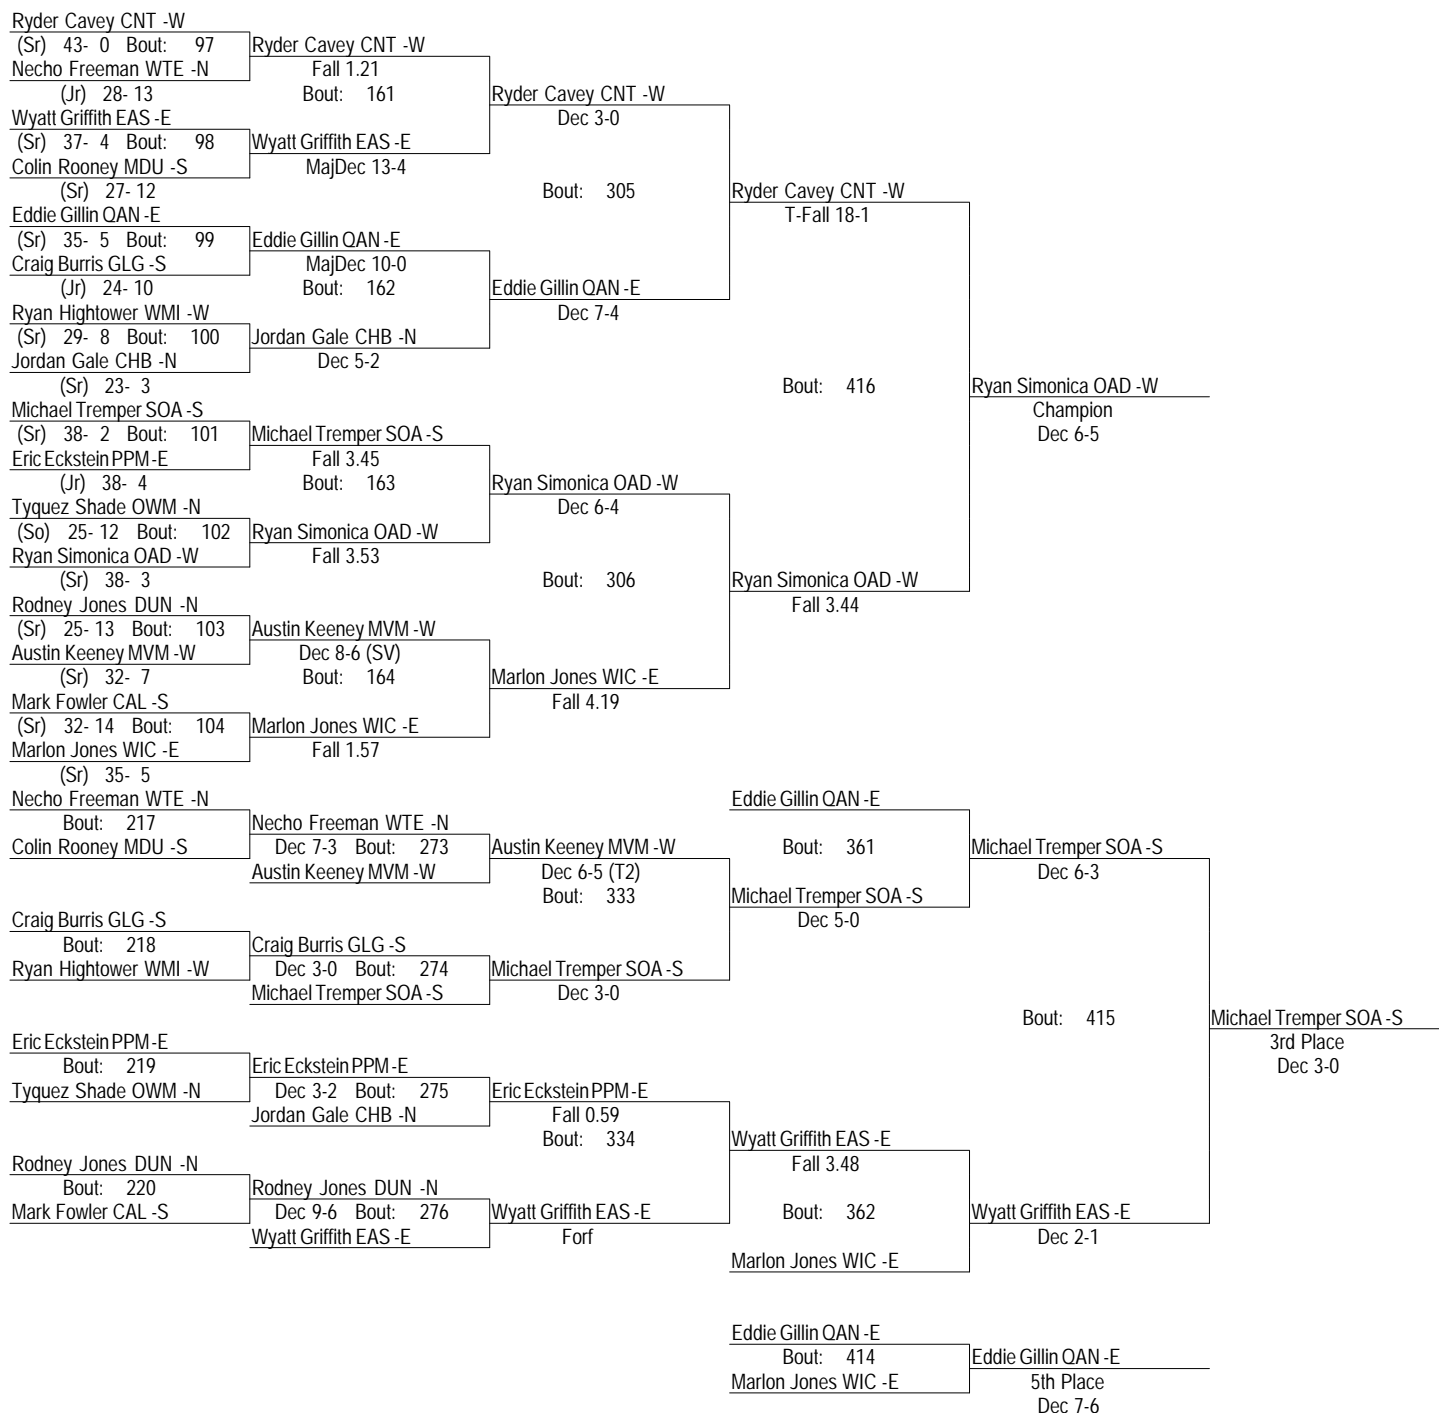 Ryder Cavey CNT -W
(Sr) 43- 0 Bout: 97 Ryder Cavey CNT -W
Necho Freeman WTE -N Fall 1.21
(Jr) 28- 13 Bout: 161 Ryder Cavey CNT -W
Wyatt Griffith EAS -E Dec 3-0
(Sr) 37- 4 Bout: 98 Wyatt Griffith EAS -E
Colin Rooney MDU -S MajDec 13-4
(Sr) 27- 12 Bout: 305 Ryder Cavey CNT -W
Eddie Gillin QAN -E T-Fall 18-1
(Sr) 35- 5 Bout: 99 Eddie Gillin QAN -E
Craig Burris GLG -S MajDec 10-0
(Jr) 24- 10 Bout: 162 Eddie Gillin QAN -E
Ryan Hightower WMI -W Dec 7-4
(Sr) 29- 8 Bout: 100 Jordan Gale CHB -N
Jordan Gale CHB -N Dec 5-2
(Sr) 23- 3 Bout: 416 Ryan Simonica OAD -W
Michael Tremper SOA -S Champion
(Sr) 38- 2 Bout: 101 Michael Tremper SOA -S Dec 6-5
Eric Eckstein PPM -E Fall 3.45
(Jr) 38- 4 Bout: 163 Ryan Simonica OAD -W
Tyquez Shade OWM -N Dec 6-4
(So) 25- 12 Bout: 102 Ryan Simonica OAD -W
Ryan Simonica OAD -W Fall 3.53
(Sr) 38- 3 Bout: 306 Ryan Simonica OAD -W
Rodney Jones DUN -N Fall 3.44
(Sr) 25- 13 Bout: 103 Austin Keeney MVM -W
Austin Keeney MVM -W Dec 8-6 (SV)
(Sr) 32- 7 Bout: 164 Marlon Jones WIC -E
Mark Fowler CAL -S Fall 4.19
(Sr) 32- 14 Bout: 104 Marlon Jones WIC -E
Marlon Jones WIC -E Fall 1.57
(Sr) 35- 5
Necho Freeman WTE -N Eddie Gillin QAN -E
Bout: 217 Necho Freeman WTE -N
Colin Rooney MDU -S Dec 7-3 Bout: 273 Austin Keeney MVM -W Bout: 361 Michael Tremper SOA -S
Austin Keeney MVM -W Dec 6-5 (T2) Dec 6-3
Bout: 333 Michael Tremper SOA -S
Craig Burris GLG -S Dec 5-0
Bout: 218 Craig Burris GLG -S
Ryan Hightower WMI -W Dec 3-0 Bout: 274 Michael Tremper SOA -S
Michael Tremper SOA -S Dec 3-0
Bout: 415 Michael Tremper SOA -S
Eric Eckstein PPM -E 3rd Place
Bout: 219 Eric Eckstein PPM -E Dec 3-0
Tyquez Shade OWM -N Dec 3-2 Bout: 275 Eric Eckstein PPM -E
Jordan Gale CHB -N Fall 0.59
Bout: 334 Wyatt Griffith EAS -E
Rodney Jones DUN -N Fall 3.48
Bout: 220 Rodney Jones DUN -N
Mark Fowler CAL -S Dec 9-6 Bout: 276 Wyatt Griffith EAS -E Bout: 362 Wyatt Griffith EAS -E
Wyatt Griffith EAS -E Forf Dec 2-1
Marlon Jones WIC -E
Eddie Gillin QAN -E
Bout: 414 Eddie Gillin QAN -E
Marlon Jones WIC -E 5th Place
Dec 7-6